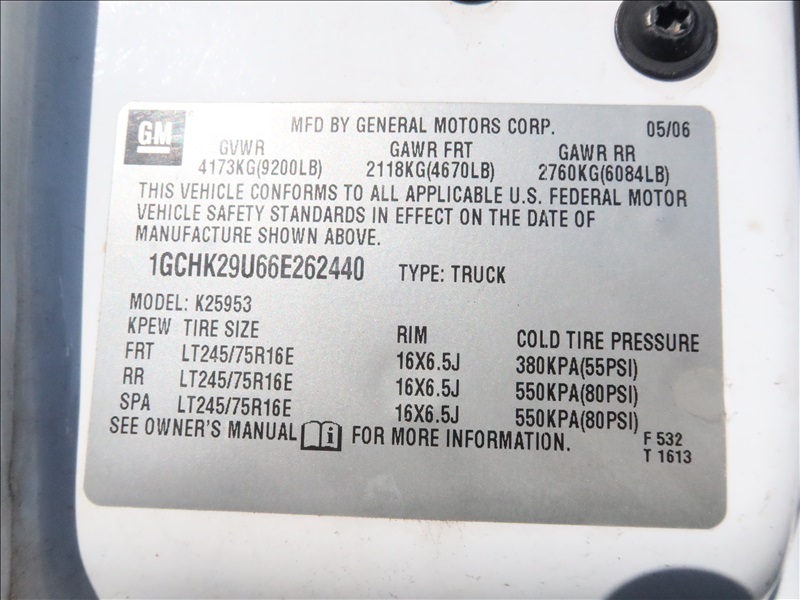 GM
MFD BY GENERAL MOTORS CORP. 05/06
GVWR GAWR FRT GAWR RR
4173KG(9200LB) 2118KG(4670LB) 2760KG(6084LB)
THIS VEHICLE CONFORMS TO ALL APPLICABLE U.S. FEDERAL MOTOR
VEHICLE SAFETY STANDARDS IN EFFECT ON THE DATE OF
MANUFACTURE SHOWN ABOVE.
1GCHK29U66E262440 TYPE: TRUCK
MODEL: K25953
KPEW TIRE SIZE RIM COLD TIRE PRESSURE
FRT LT245/75R16E 16X6.5J 380KPA(55PSI)
RR LT245/75R16E 16X6.5J 550KPA(80PSI)
SPA LT245/75R16E 16X6.5J 550KPA(80PSI)
SEE OWNER'S MANUAL i FOR MORE INFORMATION.
F 532
T 1613